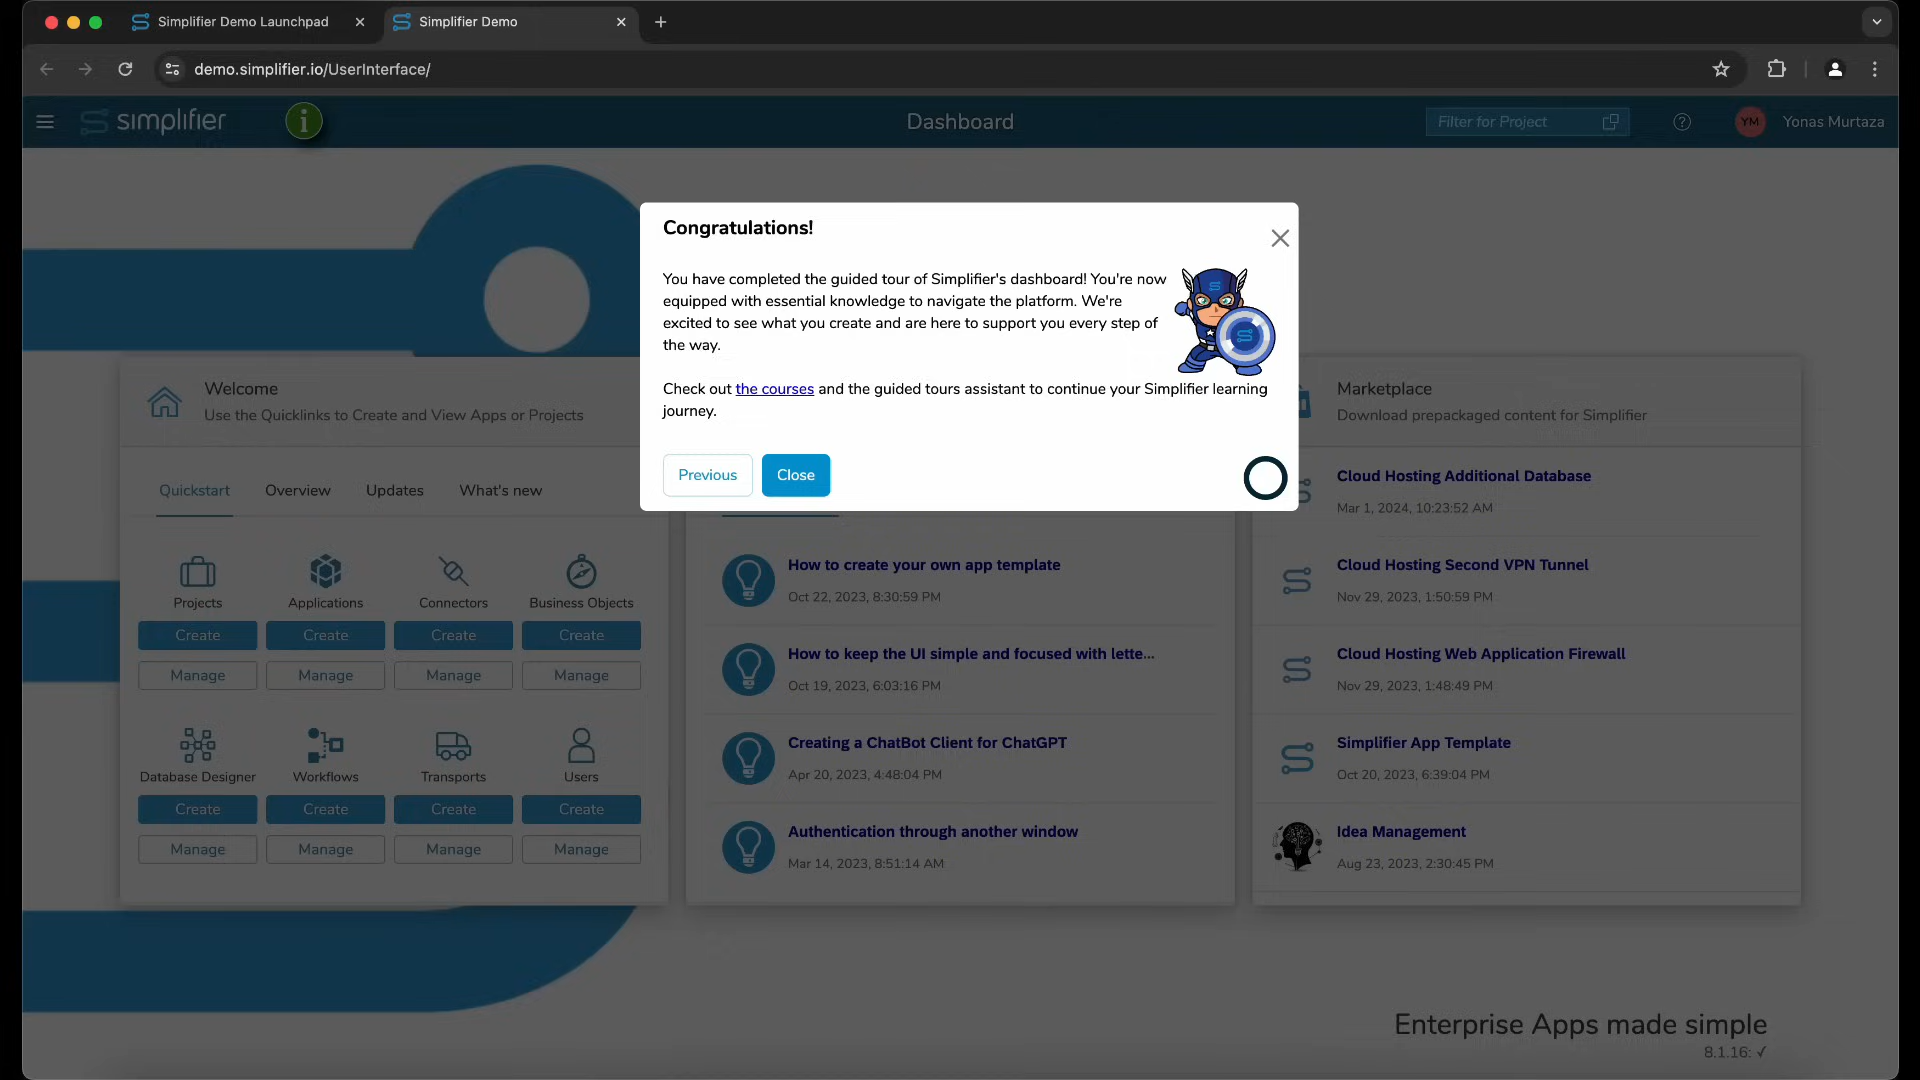 Simplifier Demo Launchpad
Simplifier Demo
demo.simplifier.io/UserInterface/
simplifier
i
Dashboard
Filter for Project
YM
Yonas Murtaza
Congratulations!
You have completed the guided tour of Simplifier's dashboard! You're now
equipped with essential knowledge to navigate the platform. We're
excited to see what you create and are here to support you every step of
the way.
Check out the courses and the guided tours assistant to continue your Simplifier learning
journey.
Previous
Close
Welcome
Use the Quicklinks to Create and View Apps or Projects
Quickstart
Overview
Updates
What's new
Projects
Applications
Connectors
Business Objects
Create
Create
Create
Create
Manage
Manage
Manage
Manage
Database Designer
Workflows
Transports
Users
Create
Create
Create
Create
Manage
Manage
Manage
Manage
How to create your own app template
Oct 22, 2023, 8:30:59 PM
How to keep the UI simple and focused with lette...
Oct 19, 2023, 6:03:16 PM
Creating a ChatBot Client for ChatGPT
Apr 20, 2023, 4:48:04 PM
Authentication through another window
Mar 14, 2023, 8:51:14 AM
Marketplace
Download prepackaged content for Simplifier
Cloud Hosting Additional Database
Mar 1, 2024, 10:23:52 AM
Cloud Hosting Second VPN Tunnel
Nov 29, 2023, 1:50:59 PM
Cloud Hosting Web Application Firewall
Nov 29, 2023, 1:48:49 PM
Simplifier App Template
Oct 20, 2023, 6:39:04 PM
Idea Management
Aug 23, 2023, 2:30:45 PM
Enterprise Apps made simple
8.1.16: ✓